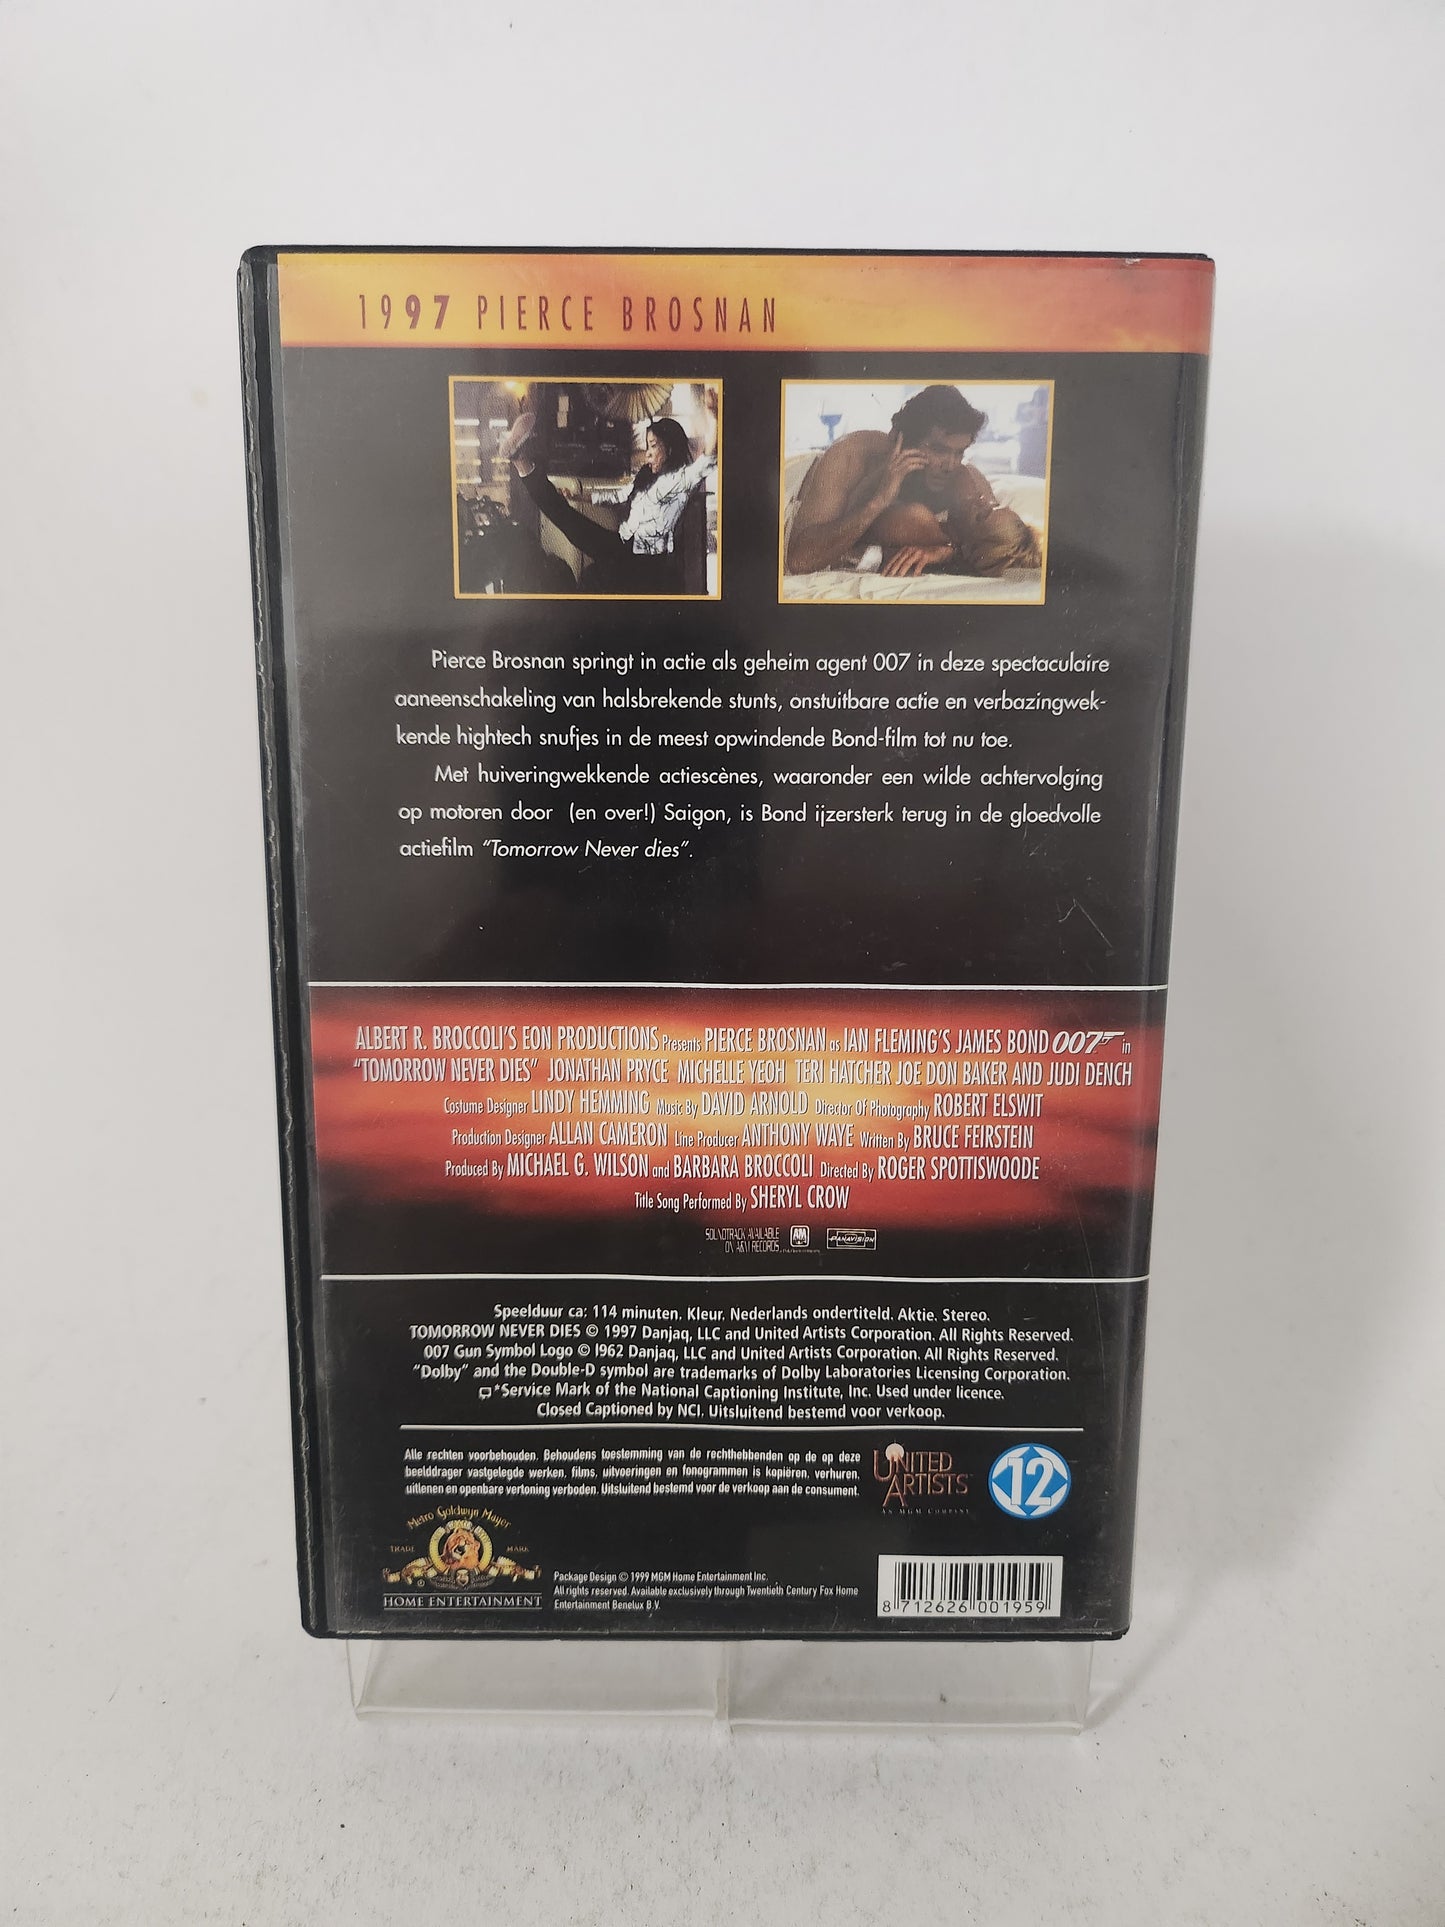 1997 PIERCE BROSNAN
Pierce Brosnan springt in actie als geheim agent 007 in deze spectaculaire
aaneenschakeling van halsbrekende stunts, onstuitbare actie en verbazingwek-
kende hightech snufjes in de meest opwindende Bond-film tot nu toe.
Met huiveringwekkende actiescènes, waaronder een wilde achtervolging
op motoren door (en over!) Saigon, is Bond ijzersterk terug in de gloedvolle
actiefilm "Tomorrow Never dies".
ALBERT R. BROCCOLI'S EON PRODUCTIONS Presents PIERCE BROSNAN as IAN FLEMING'S JAMES BOND 007 in
"TOMORROW NEVER DIES" JONATHAN PRYCE MICHELLE YEOH TERI HATCHER JOE DON BAKER AND JUDI DENCH
Costume Designer LINDY HEMMING Music By DAVID ARNOLD Director Of Photography ROBERT ELSWIT
Production Designer ALLAN CAMERON Line Producer ANTHONY WAYE Written By BRUCE FEIRSTEIN
Produced By MICHAEL G. WILSON and BARBARA BROCCOLI Directed By ROGER SPOTTISWOODE
Title Song Performed By SHERYL CROW
SOUNDTRACK AVAILABLE
ON A&M RECORDS
A&M
PANAVISION
Speelduur ca: 114 minuten. Kleur. Nederlands ondertiteld. Aktie. Stereo.
TOMORROW NEVER DIES © 1997 Danjaq, LLC and United Artists Corporation. All Rights Reserved.
007 Gun Symbol Logo © 1962 Danjaq, LLC and United Artists Corporation. All Rights Reserved.
"Dolby" and the Double-D symbol are trademarks of Dolby Laboratories Licensing Corporation.
*Service Mark of the National Captioning Institute, Inc. Used under licence.
Closed Captioned by NCI. Uitsluitend bestemd voor verkoop.
Alle rechten voorbehouden. Behoudens toestemming van de rechthebbenden op de op deze
beelddrager vastgelegde werken, films, uitvoeringen en fonogrammen is kopiëren, verhuren,
uitlenen en openbare vertoning verboden. Uitsluitend bestemd voor de verkoop aan de consument.
UNITED
ARTISTS
AN MGM COMPANY
12
Metro Goldwyn Mayer
TRADE MARK
HOME ENTERTAINMENT
Package Design © 1999 MGM Home Entertainment Inc.
All rights reserved. Available exclusively through Twentieth Century Fox Home
Entertainment Benelux B.V.
8 712626 001959